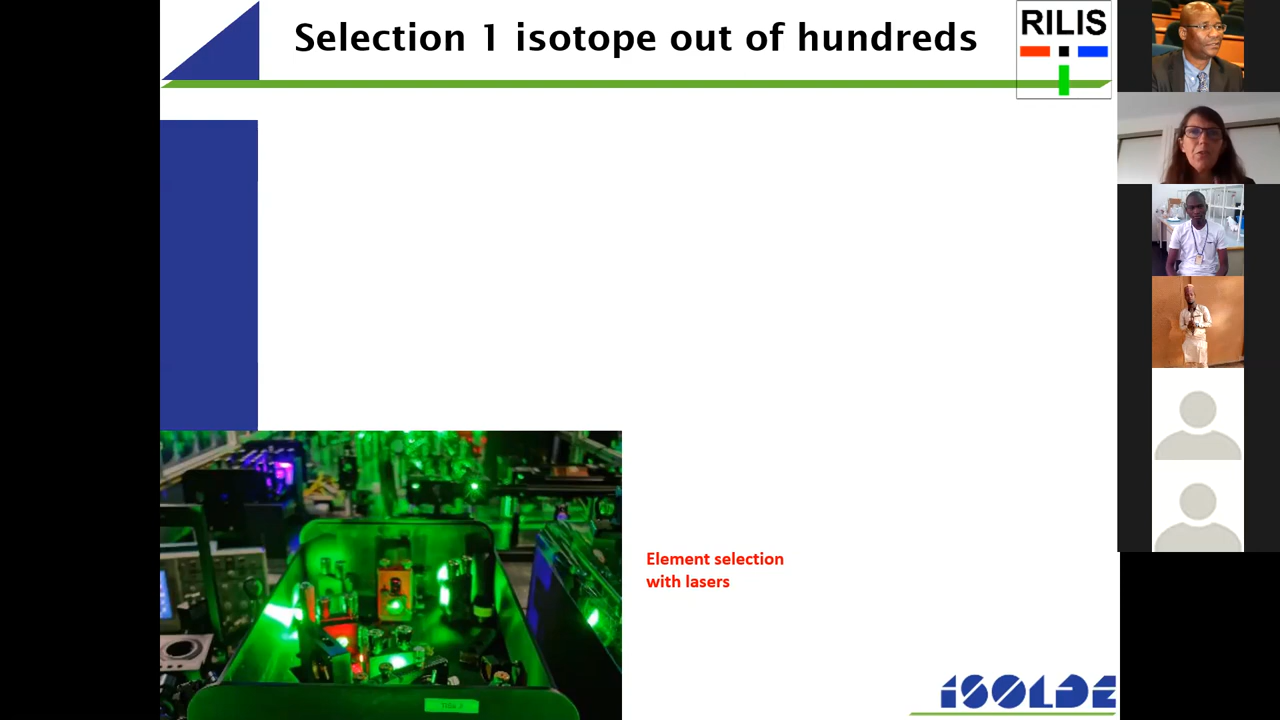 Selection 1 isotope out of hundreds
RILIS
Element selection
with lasers
ISOLDE